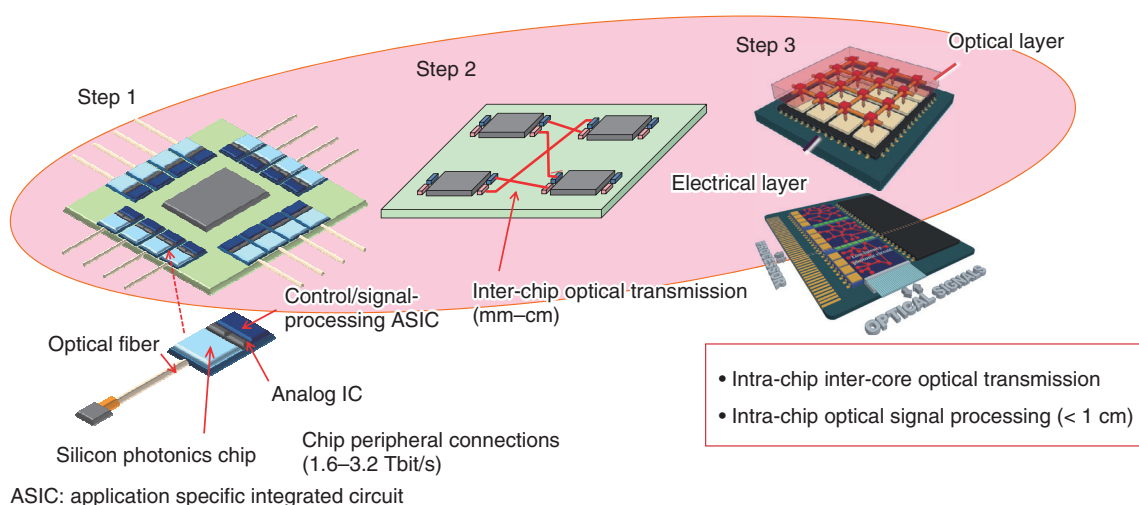 Step 1
Step 2
Step 3
Optical layer
Electrical layer
Control/signal-
processing ASIC
Inter-chip optical transmission
(mm–cm)
OPTICAL SIGNALS
Optical fiber
Analog IC
Silicon photonics chip
Chip peripheral connections
(1.6–3.2 Tbit/s)
• Intra-chip inter-core optical transmission
• Intra-chip optical signal processing (< 1 cm)
ASIC: application specific integrated circuit